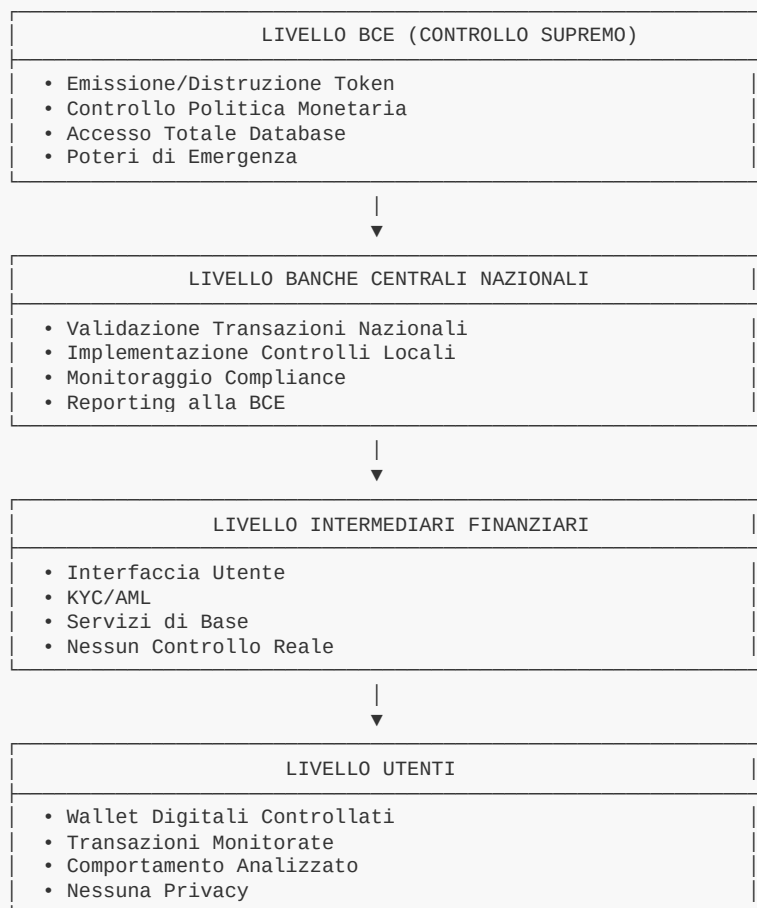 LIVELLO BCE (CONTROLLO SUPREMO)
• Emissione/Distruzione Token
• Controllo Politica Monetaria
• Accesso Totale Database
• Poteri di Emergenza
LIVELLO BANCHE CENTRALI NAZIONALI
• Validazione Transazioni Nazionali
• Implementazione Controlli Locali
• Monitoraggio Compliance
• Reporting alla BCE
LIVELLO INTERMEDIARI FINANZIARI
• Interfaccia Utente
• KYC/AML
• Servizi di Base
• Nessun Controllo Reale
LIVELLO UTENTI
• Wallet Digitali Controllati
• Transazioni Monitorate
• Comportamento Analizzato
• Nessuna Privacy